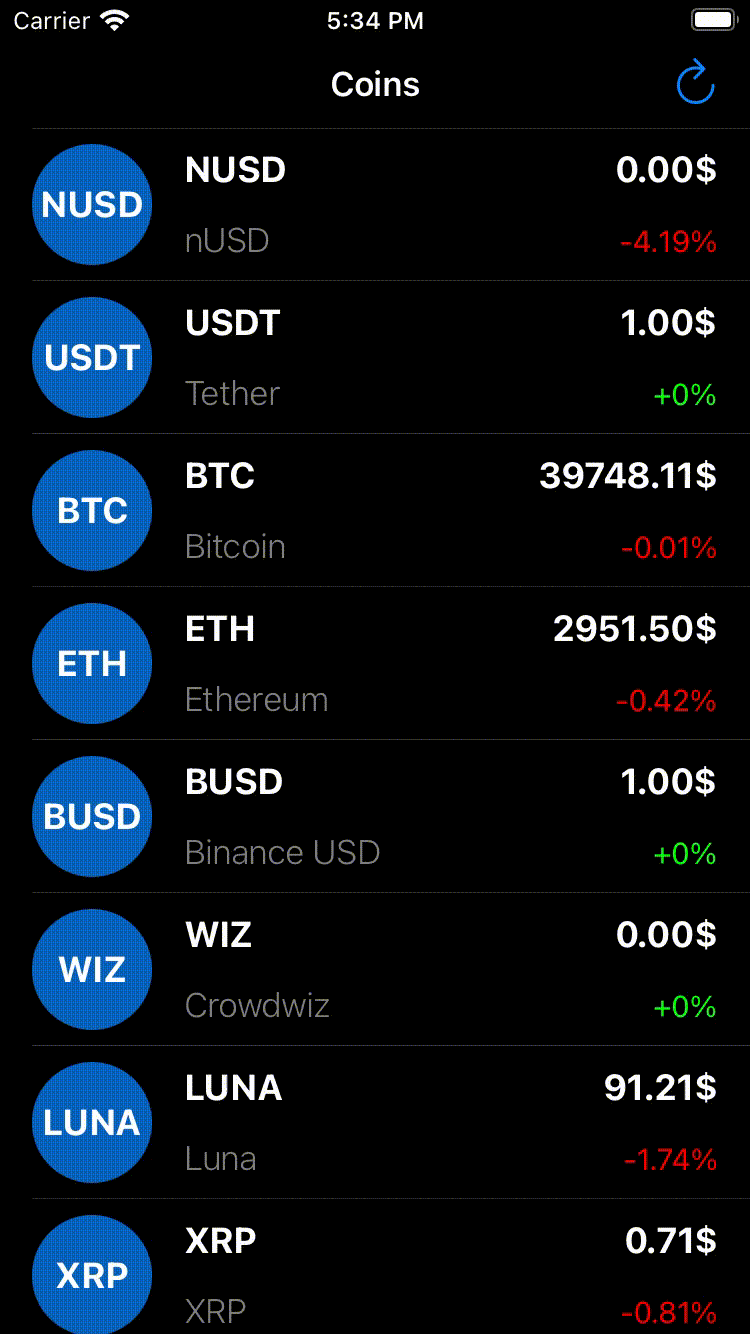 Carrier 5:34 PM
Coins
NUSD NUSD 0.00$
nUSD -4.19%
USDT USDT 1.00$
Tether +0%
BTC BTC 39748.11$
Bitcoin -0.01%
ETH ETH 2951.50$
Ethereum -0.42%
BUSD BUSD 1.00$
Binance USD +0%
WIZ WIZ 0.00$
Crowdwiz +0%
LUNA LUNA 91.21$
Luna -1.74%
XRP XRP 0.71$
XRP -0.81%